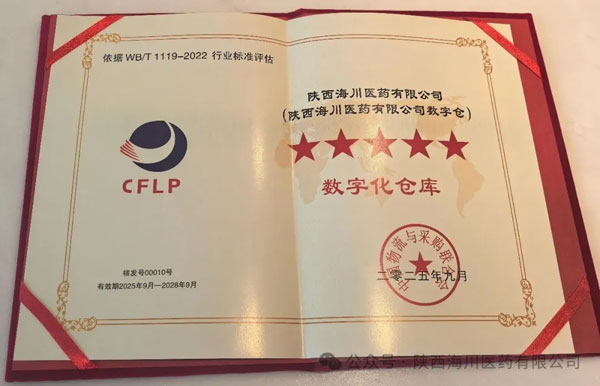 依据 WB/T 1119-2022 行业标准评估
CFLP
核发号00010号
有效期2025年9月—2028年9月
陕西海川医药有限公司
(陕西海川医药有限公司数字仓)
★★★★★
数字化仓库
中国物流与采购联合会
二零二五年九月
公众号:陕西海川医药有限公司